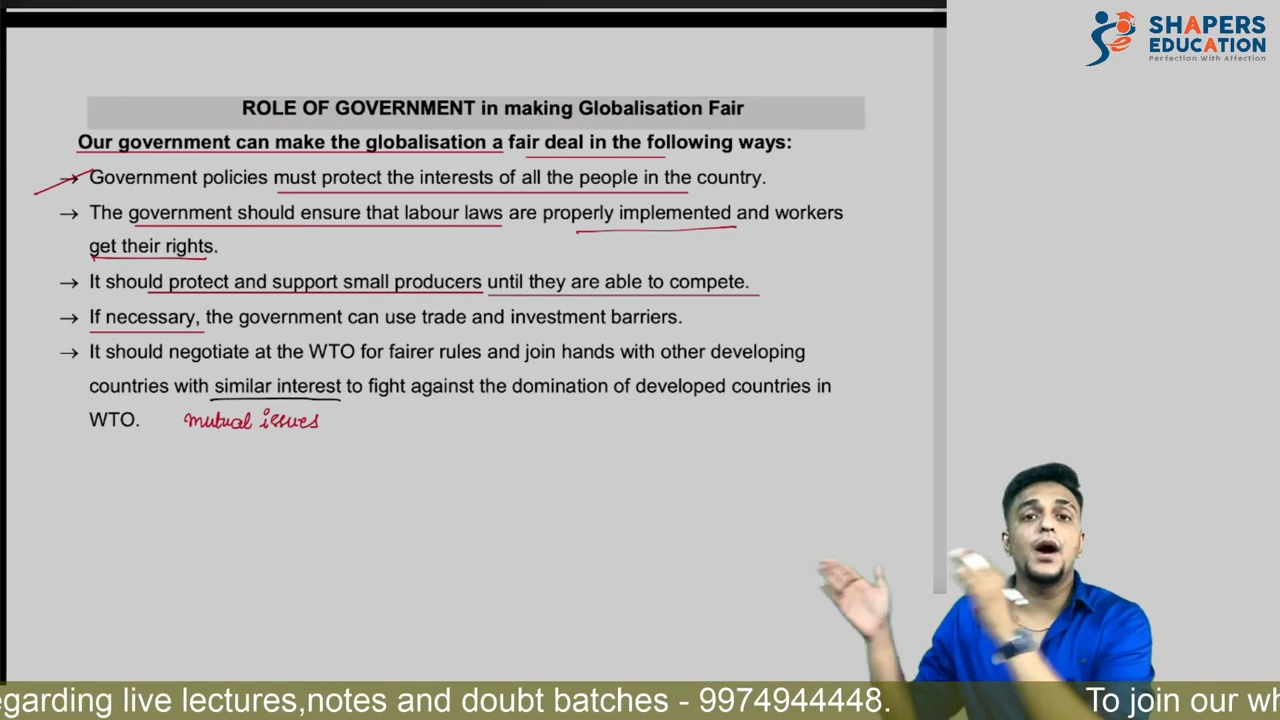 SHAPERS
EDUCATION
Perfection With Affection
ROLE OF GOVERNMENT in making Globalisation Fair
Our government can make the globalisation a fair deal in the following ways:
→ Government policies must protect the interests of all the people in the country.
→ The government should ensure that labour laws are properly implemented and workers
get their rights.
→ It should protect and support small producers until they are able to compete.
→ If necessary, the government can use trade and investment barriers.
→ It should negotiate at the WTO for fairer rules and join hands with other developing
countries with similar interest to fight against the domination of developed countries in
WTO. mutual issues
egarding live lectures,notes and doubt batches - 9974944448. To join our wh